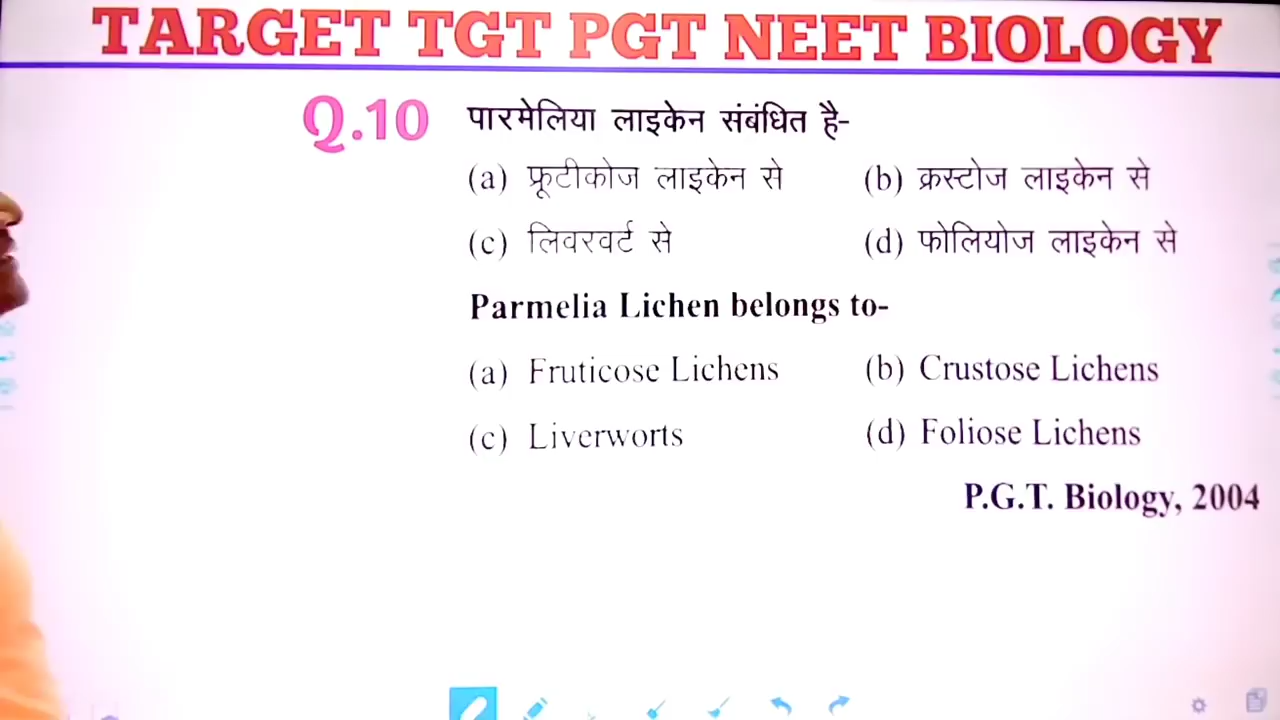 TARGET TGT PGT NEET BIOLOGY
Q.10 पारमेलिया लाइकेन संबंधित है-
(a) फ्रूटीकोज लाइकेन से (b) क्रस्टोज लाइकेन से
(c) लिवरवर्ट से (d) फोलियोज लाइकेन से
Parmelia Lichen belongs to-
(a) Fruticose Lichens (b) Crustose Lichens
(c) Liverworts (d) Foliose Lichens
P.G.T. Biology, 2004